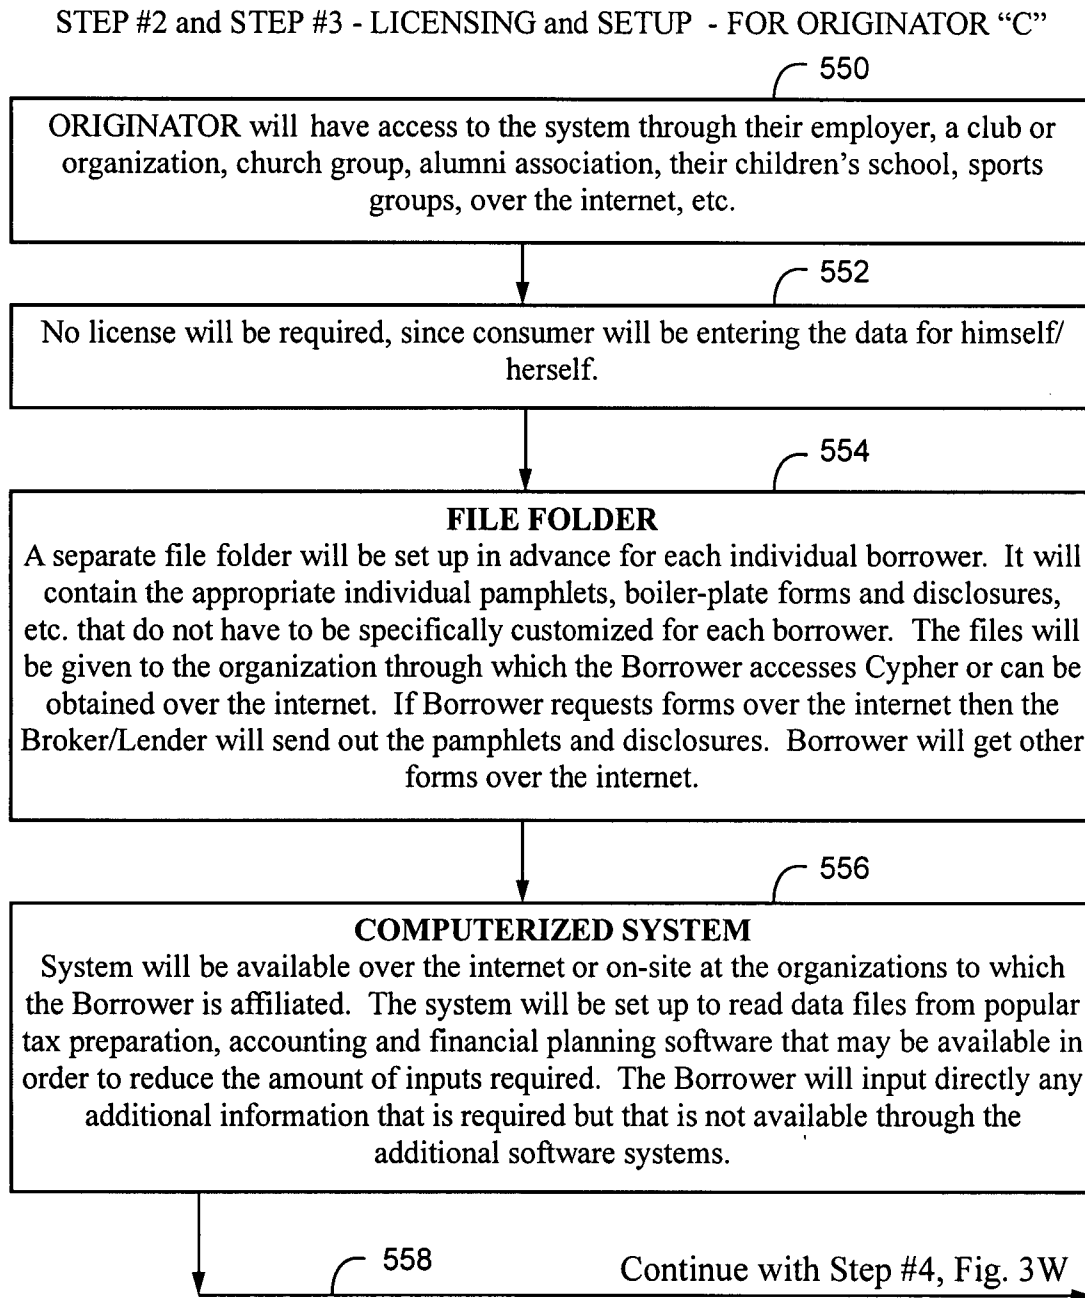 STEP #2 and STEP #3 - LICENSING and SETUP - FOR ORIGINATOR “C”
550
ORIGINATOR will have access to the system through their employer, a club or
organization, church group, alumni association, their children’s school, sports
groups, over the internet, etc.
552
No license will be required, since consumer will be entering the data for himself/
herself.
554
FILE FOLDER
A separate file folder will be set up in advance for each individual borrower. It will
contain the appropriate individual pamphlets, boiler-plate forms and disclosures,
etc. that do not have to be specifically customized for each borrower. The files will
be given to the organization through which the Borrower accesses Cypher or can be
obtained over the internet. If Borrower requests forms over the internet then the
Broker/Lender will send out the pamphlets and disclosures. Borrower will get other
forms over the internet.
556
COMPUTERIZED SYSTEM
System will be available over the internet or on-site at the organizations to which
the Borrower is affiliated. The system will be set up to read data files from popular
tax preparation, accounting and financial planning software that may be available in
order to reduce the amount of inputs required. The Borrower will input directly any
additional information that is required but that is not available through the
additional software systems.
558
Continue with Step #4, Fig. 3W